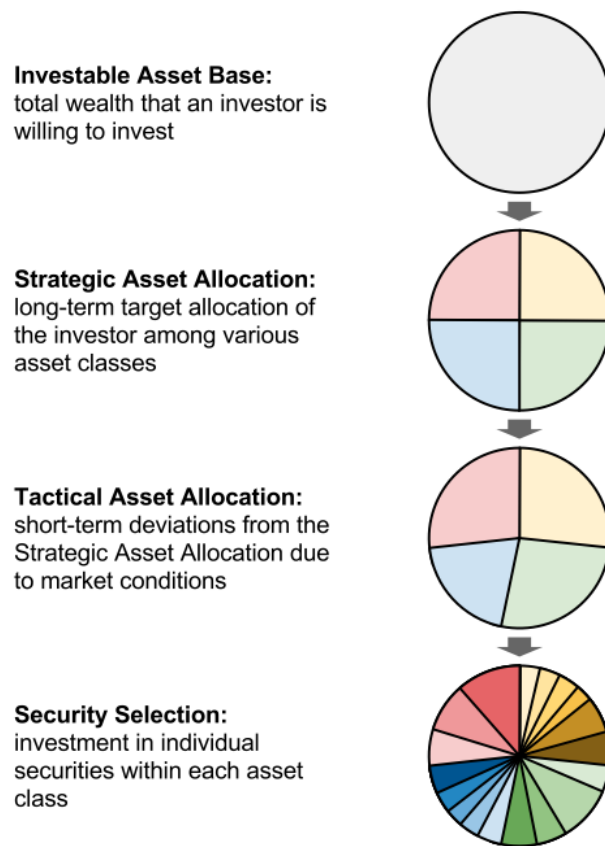 Investable Asset Base:
total wealth that an investor is
willing to invest
Strategic Asset Allocation:
long-term target allocation of
the investor among various
asset classes
Tactical Asset Allocation:
short-term deviations from the
Strategic Asset Allocation due
to market conditions
Security Selection:
investment in individual
securities within each asset
class